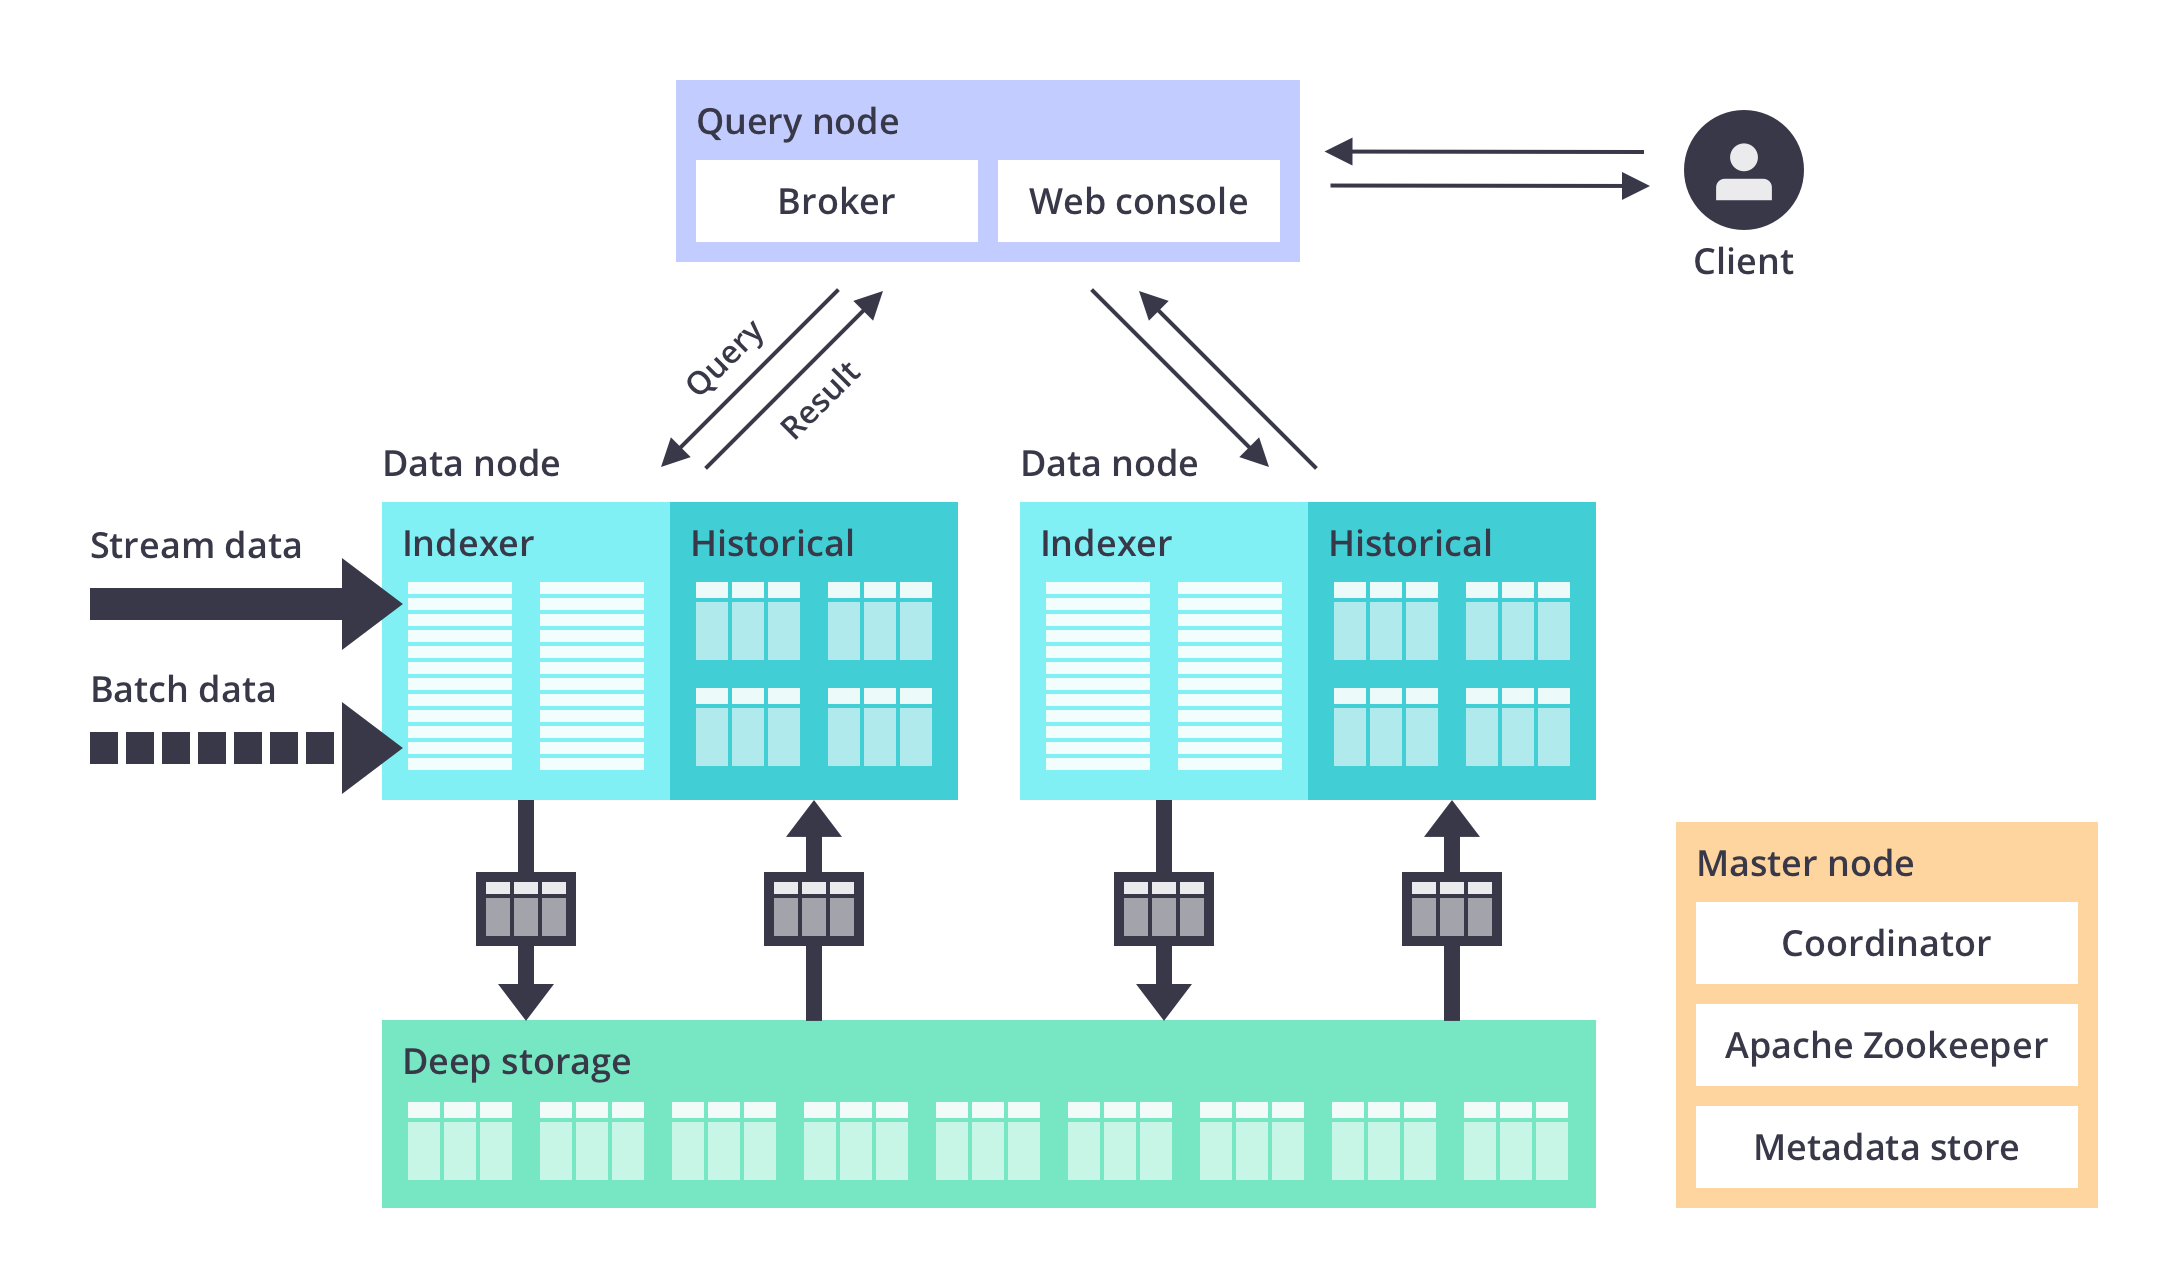 Query node
Broker
Web console
Client
Query
Result
Data node
Data node
Stream data
Batch data
Indexer
Historical
Indexer
Historical
Master node
Coordinator
Apache Zookeeper
Metadata store
Deep storage